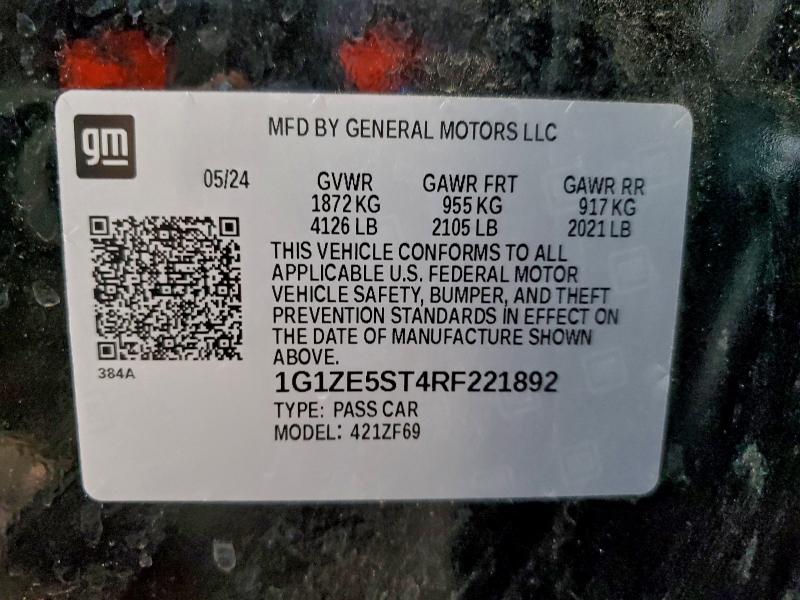 gm
MFD BY GENERAL MOTORS LLC
05/24 GVWR GAWR FRT GAWR RR
1872 KG 955 KG 917 KG
4126 LB 2105 LB 2021 LB
THIS VEHICLE CONFORMS TO ALL
APPLICABLE U.S. FEDERAL MOTOR
VEHICLE SAFETY, BUMPER, AND THEFT
PREVENTION STANDARDS IN EFFECT ON
THE DATE OF MANUFACTURE SHOWN
ABOVE.
384A
1G1ZE5ST4RF221892
TYPE: PASS CAR
MODEL: 421ZF69